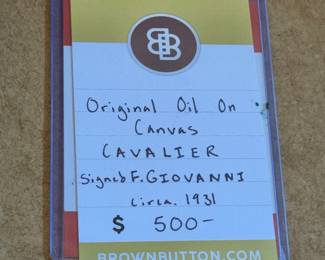 BB
Original Oil On
Canvas
CAVALIER
Signed F. GIOVANNI
circa. 1931
$ 500-
BROWNBUTTON.COM